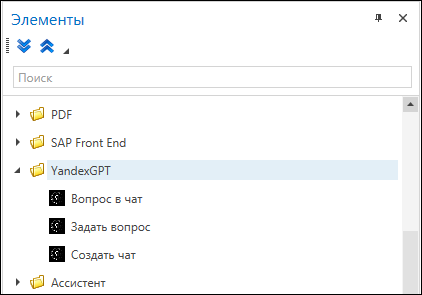 Элементы
Поиск
PDF
SAP Front End
YandexGPT
Вопрос в чат
Задать вопрос
Создать чат
Ассистент